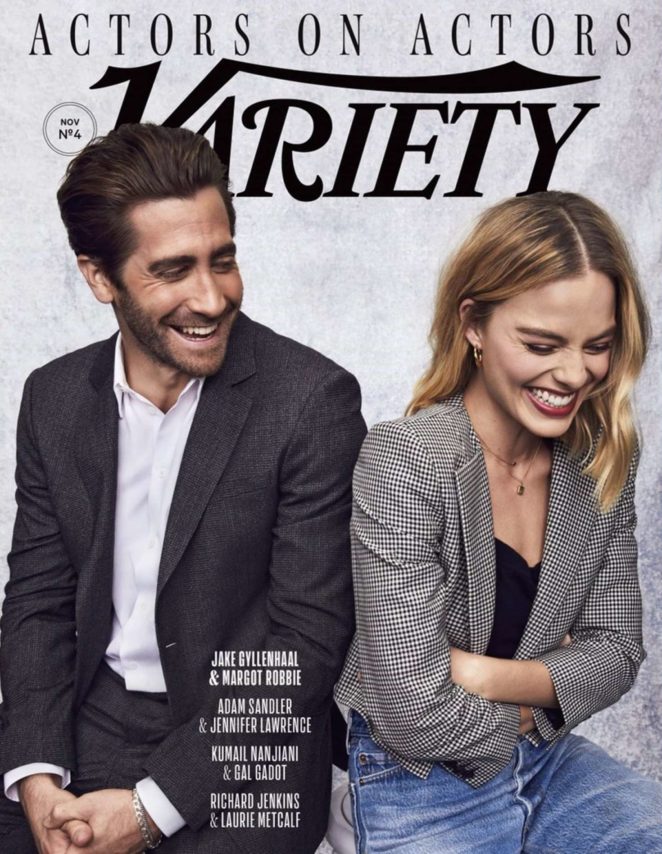 ACTORS ON ACTORS
VARIETY
NOV
Nº4
JAKE GYLLENHAAL
& MARGOT ROBBIE
ADAM SANDLER
& JENNIFER LAWRENCE
KUMAIL NANJIANI
& GAL GADOT
RICHARD JENKINS
& LAURIE METCALF